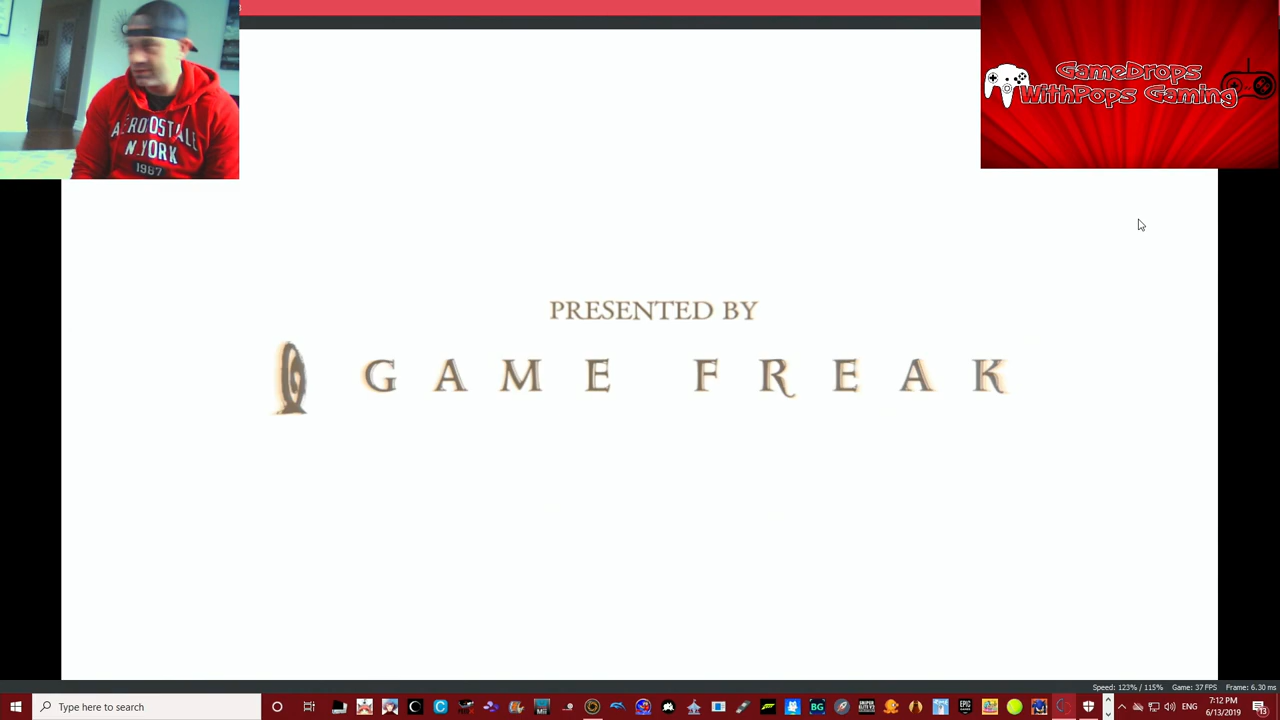 AEROPOSTALE
N.YORK
1987
GameDrops
WithPops Gaming
PRESENTED BY
GAME FREAK
Speed: 123% / 115% Game: 37 FPS Frame: 6.30 ms
Type here to search
ENG
7:12 PM
6/13/2019